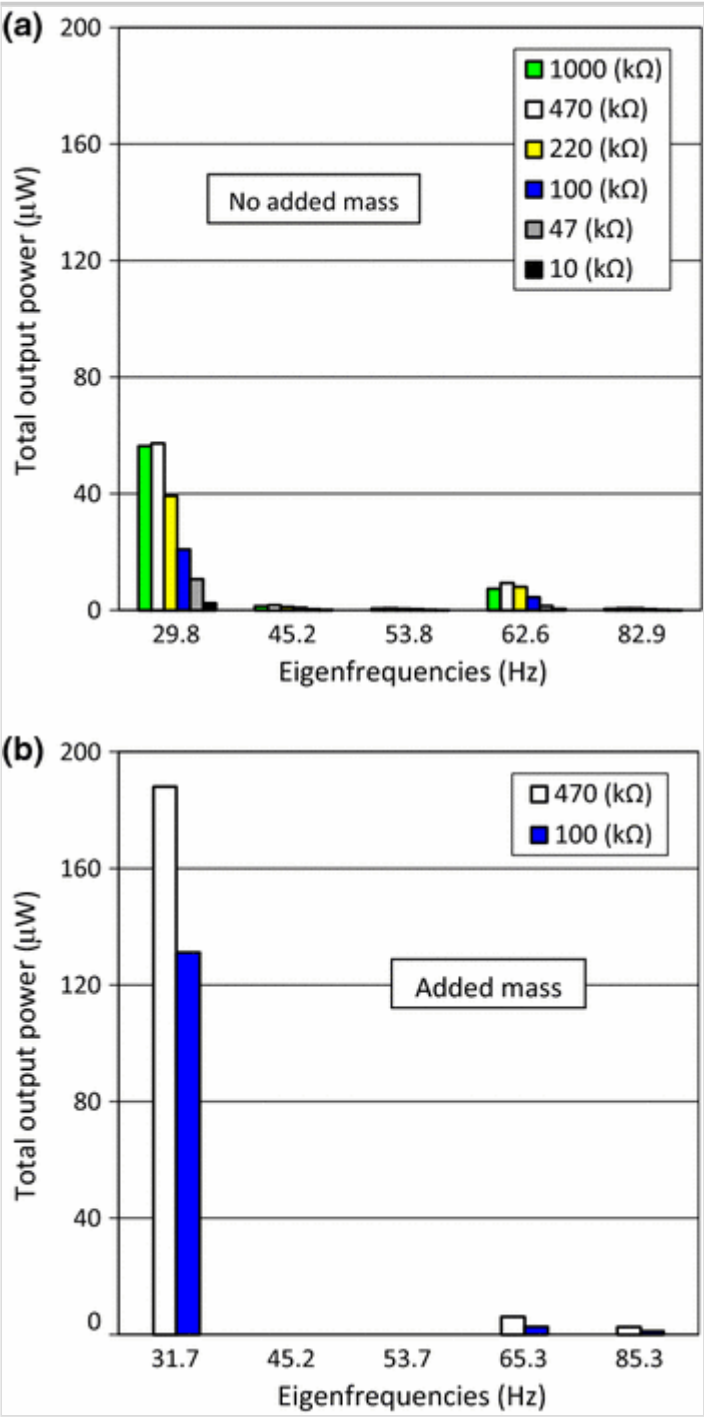 (a)
200
160
120
80
40
0
Total output power (μW)
1000 (kΩ)
470 (kΩ)
220 (kΩ)
100 (kΩ)
47 (kΩ)
10 (kΩ)
No added mass
29.8 45.2 53.8 62.6 82.9
Eigenfrequencies (Hz)
(b)
200
160
120
80
40
0
Total output power (μW)
470 (kΩ)
100 (kΩ)
Added mass
31.7 45.2 53.7 65.3 85.3
Eigenfrequencies (Hz)